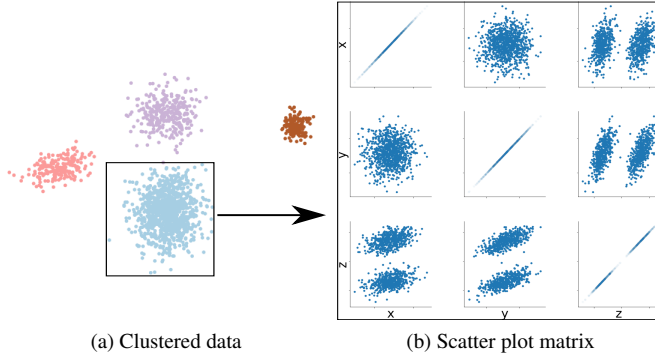 x
y
z
x y z
(a) Clustered data
(b) Scatter plot matrix